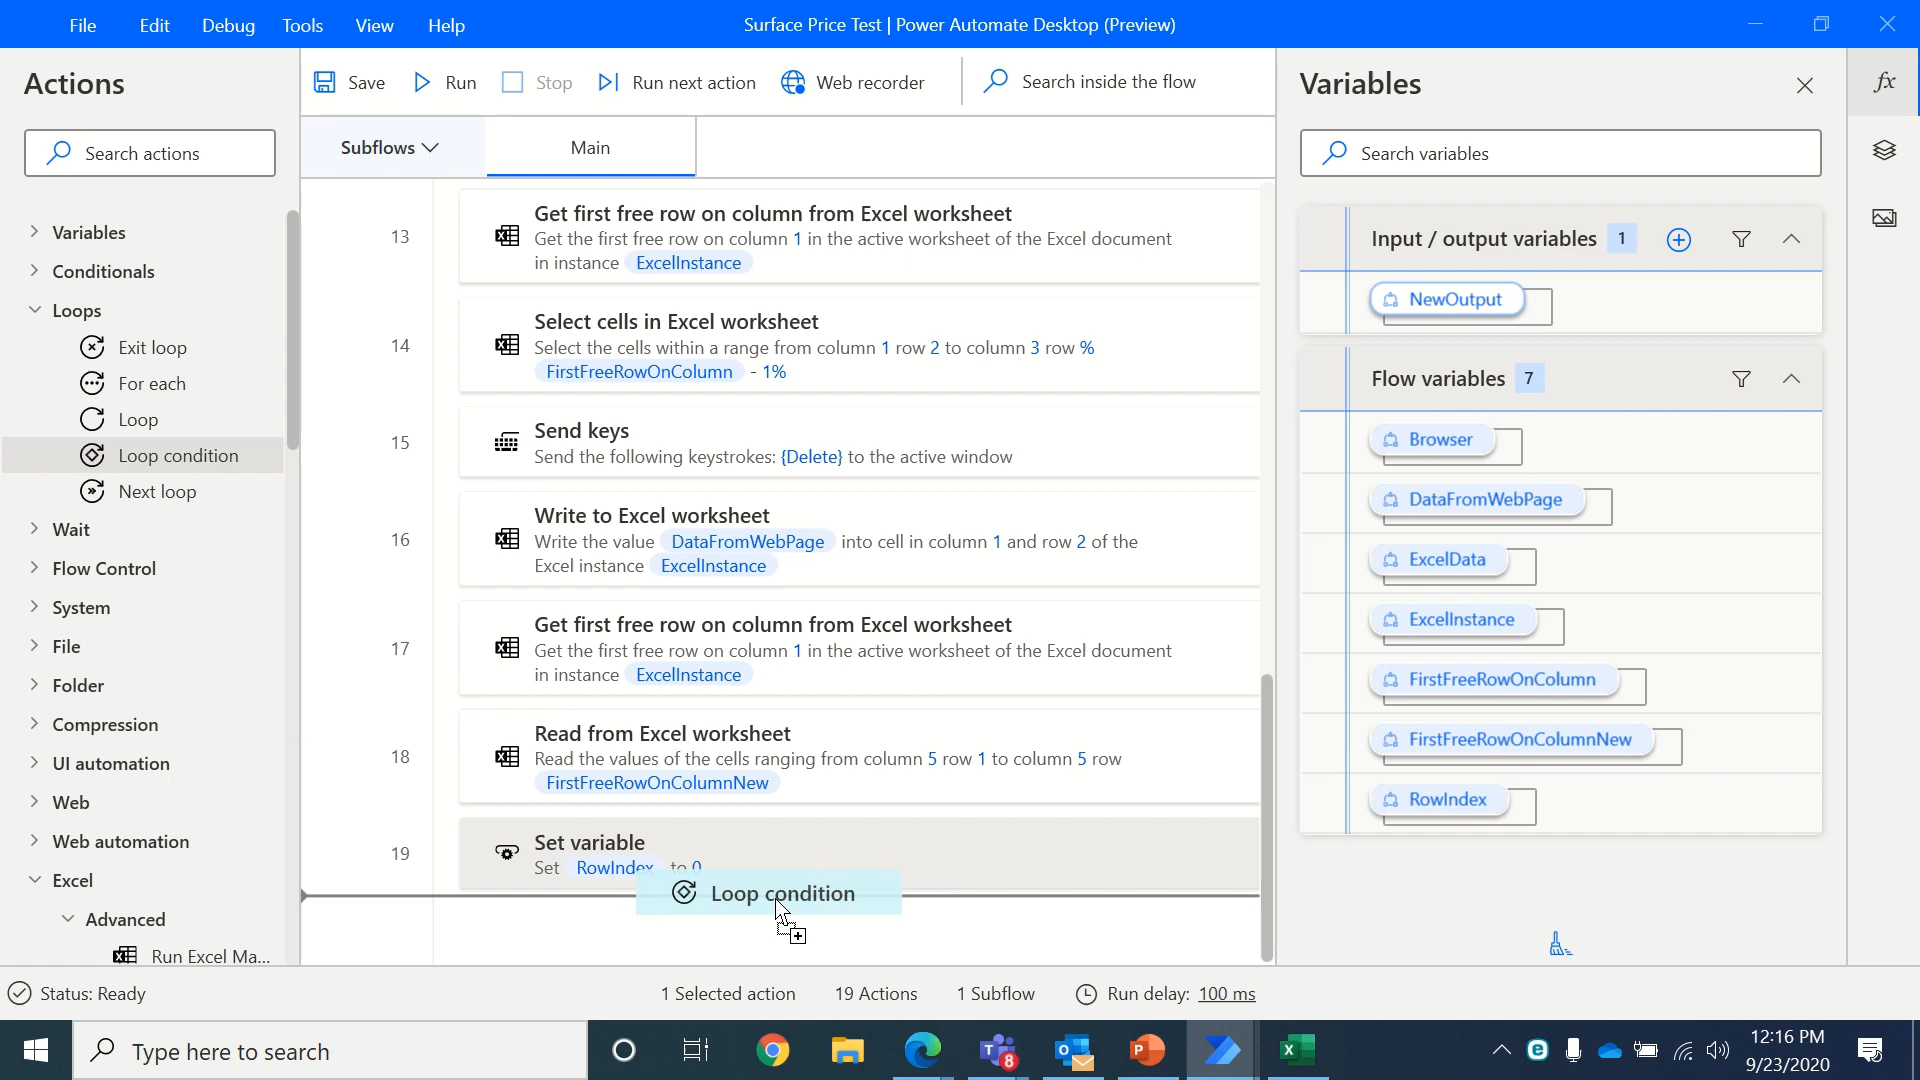 File Edit Debug Tools View Help
Surface Price Test | Power Automate Desktop (Preview)
Actions
Search actions
Variables
Conditionals
Loops
Exit loop
For each
Loop
Loop condition
Next loop
Wait
Flow Control
System
File
Folder
Compression
UI automation
Web
Web automation
Excel
Advanced
Run Excel Ma...
Save Run Stop Run next action Web recorder Search inside the flow
Subflows Main
13 Get first free row on column from Excel worksheet
Get the first free row on column 1 in the active worksheet of the Excel document
in instance ExcelInstance
14 Select cells in Excel worksheet
Select the cells within a range from column 1 row 2 to column 3 row %
FirstFreeRowOnColumn - 1%
15 Send keys
Send the following keystrokes: {Delete} to the active window
16 Write to Excel worksheet
Write the value DataFromWebPage into cell in column 1 and row 2 of the
Excel instance ExcelInstance
17 Get first free row on column from Excel worksheet
Get the first free row on column 1 in the active worksheet of the Excel document
in instance ExcelInstance
18 Read from Excel worksheet
Read the values of the cells ranging from column 5 row 1 to column 5 row
FirstFreeRowOnColumnNew
19 Set variable
Set RowIndex to 0
Loop condition
Variables
fx
Search variables
Input / output variables 1
NewOutput
Flow variables 7
Browser
DataFromWebPage
ExcelData
ExcelInstance
FirstFreeRowOnColumn
FirstFreeRowOnColumnNew
RowIndex
Status: Ready 1 Selected action 19 Actions 1 Subflow Run delay: 100 ms
Type here to search
8
12:16 PM
9/23/2020